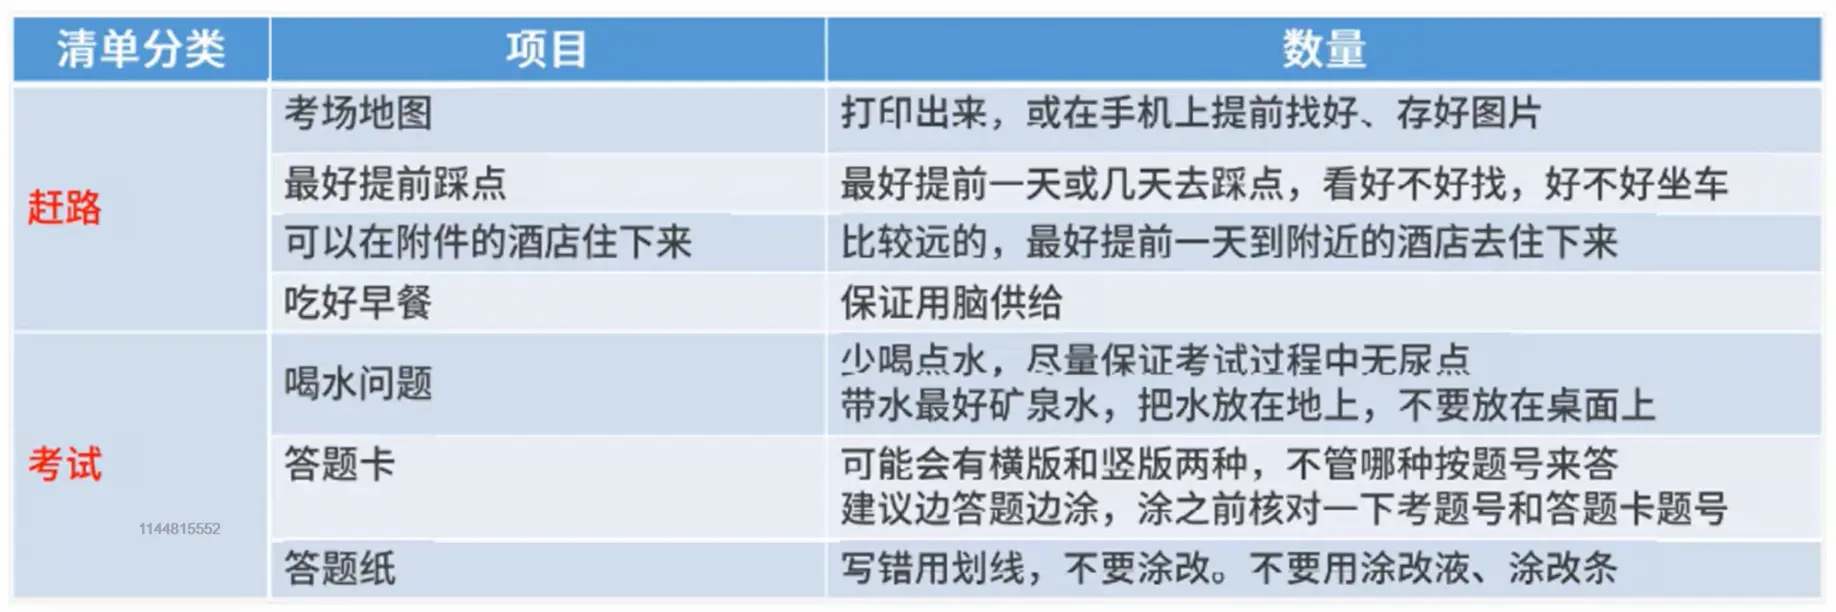 清单分类 项目 数量
赶路
考场地图 打印出来，或在手机上提前找好、存好图片
最好提前踩点 最好提前一天或几天去踩点，看好不好找，好不好坐车
可以在附件的酒店住下来 比较远的，最好提前一天到附近的酒店去住下来
吃好早餐 保证用脑供给
考试
喝水问题 少喝点水，尽量保证考试过程中无尿点
带水最好矿泉水，把水放在地上，不要放在桌面上
答题卡 可能会有横版和竖版两种，不管哪种按题号来答
建议边答题边涂，涂之前核对一下考题号和答题卡题号
1144815552
答题纸 写错用划线，不要涂改。不要用涂改液、涂改条